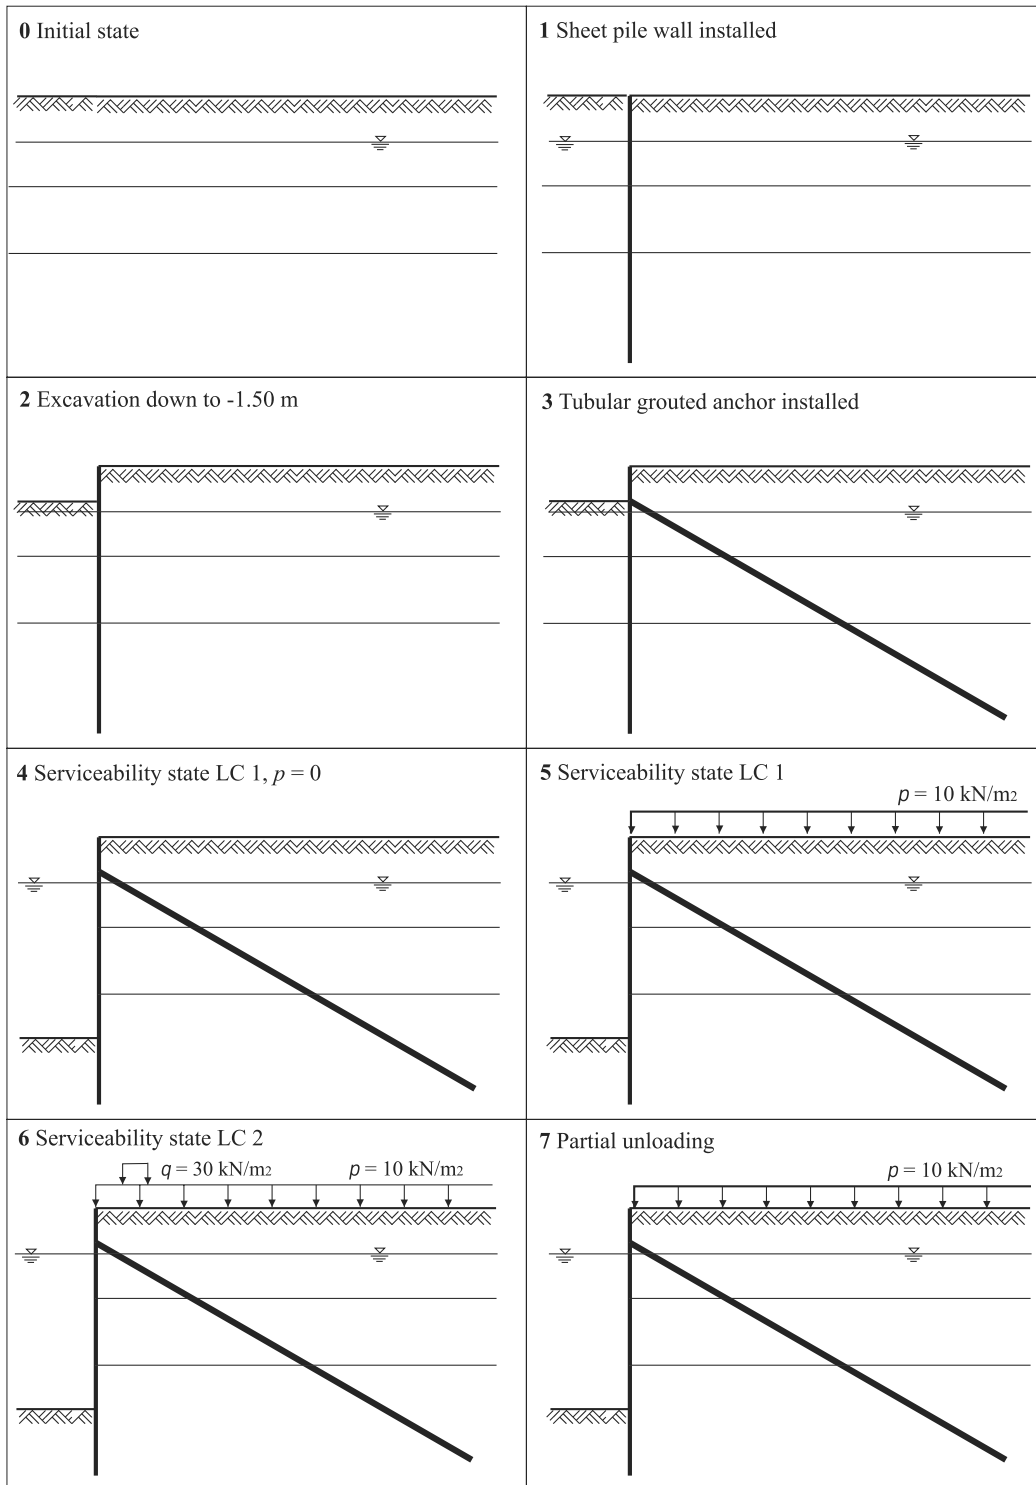 0 Initial state
1 Sheet pile wall installed
2 Excavation down to -1.50 m
3 Tubular grouted anchor installed
4 Serviceability state LC 1, p = 0
5 Serviceability state LC 1
p = 10 kN/m2
6 Serviceability state LC 2
q = 30 kN/m2 p = 10 kN/m2
7 Partial unloading
p = 10 kN/m2